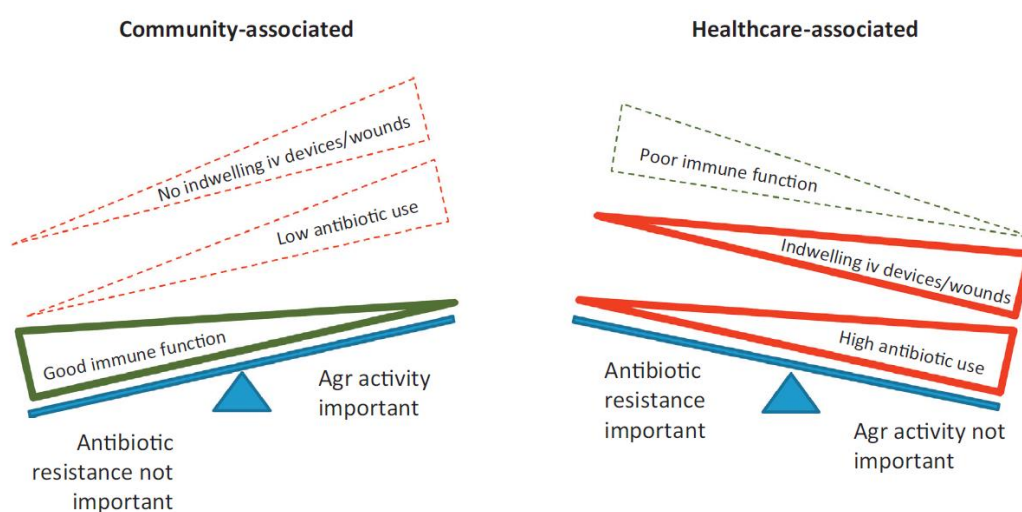 Community-associated
No indwelling iv devices/wounds
Low antibiotic use
Good immune function
Agr activity
important
Antibiotic
resistance not
important
Healthcare-associated
Poor immune function
Indwelling iv devices/wounds
High antibiotic use
Antibiotic
resistance
important
Agr activity not
important